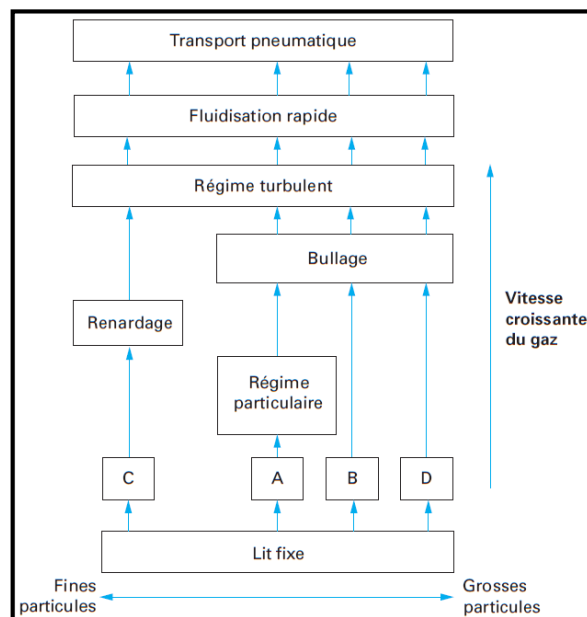 Transport pneumatique
Fluidisation rapide
Régime turbulent
Bullage
Renardage
Vitesse
croissante
du gaz
Régime
particulaire
C
A
B
D
Lit fixe
Fines
particules
Grosses
particules